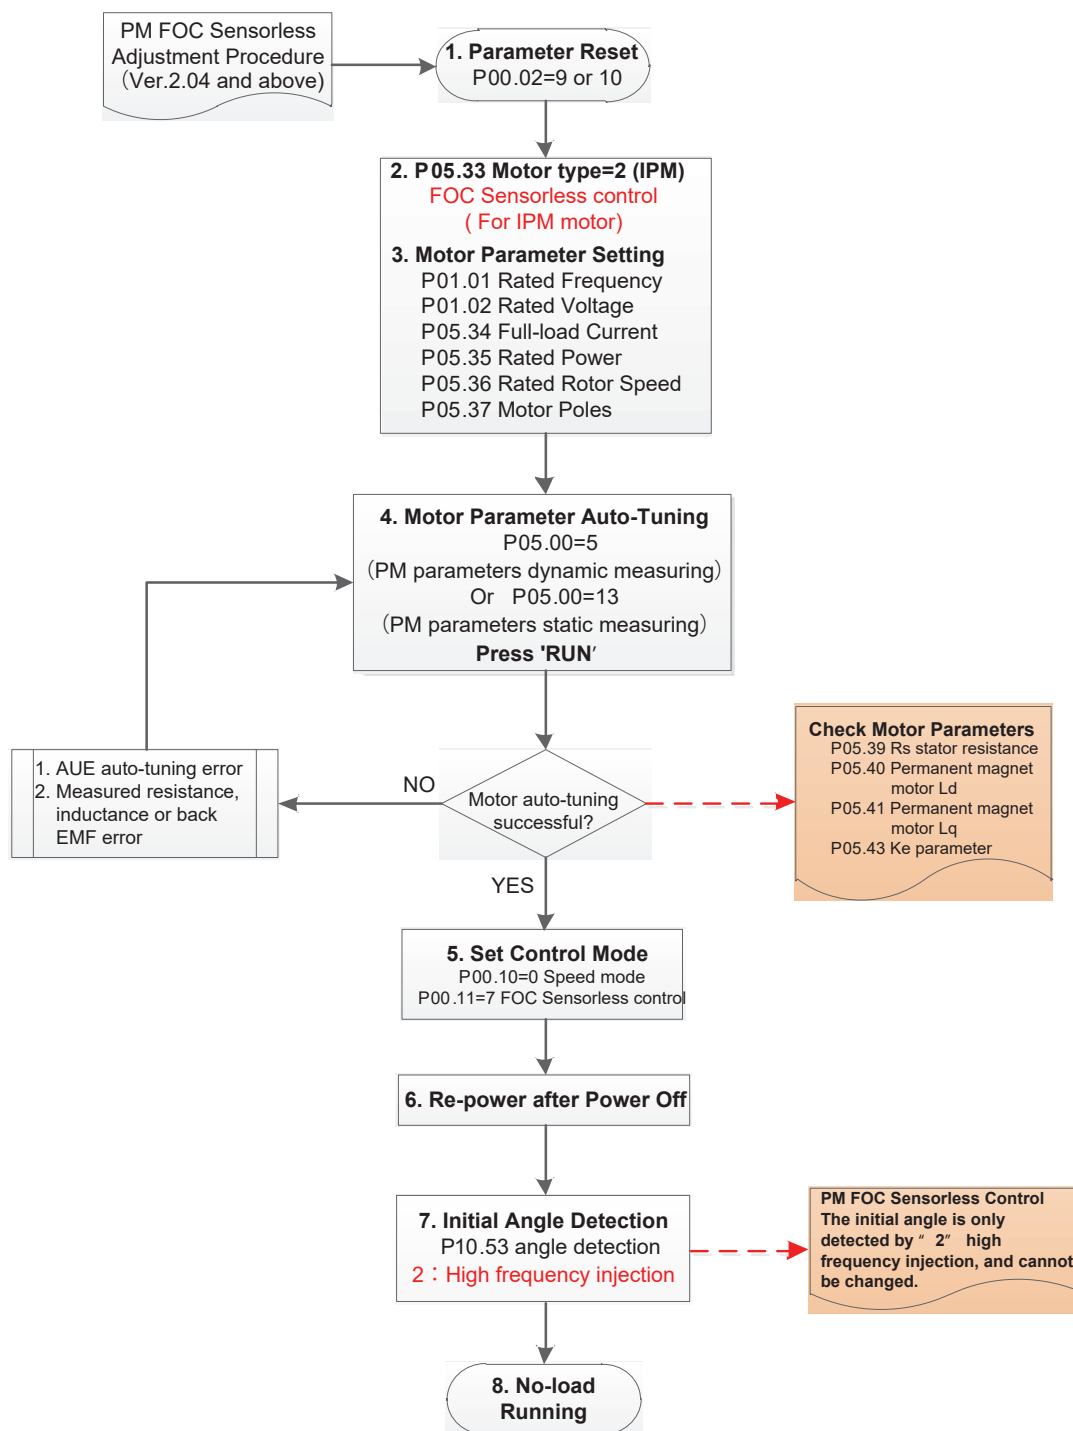 PM FOC Sensorless
Adjustment Procedure
(Ver.2.04 and above)
1. Parameter Reset
P00.02=9 or 10
2. P05.33 Motor type=2 (IPM)
FOC Sensorless control
( For IPM motor)
3. Motor Parameter Setting
P01.01 Rated Frequency
P01.02 Rated Voltage
P05.34 Full-load Current
P05.35 Rated Power
P05.36 Rated Rotor Speed
P05.37 Motor Poles
4. Motor Parameter Auto-Tuning
P05.00=5
(PM parameters dynamic measuring)
Or P05.00=13
(PM parameters static measuring)
Press 'RUN'
1. AUE auto-tuning error
2. Measured resistance,
inductance or back
EMF error
NO
Motor auto-tuning
successful?
YES
Check Motor Parameters
P05.39 Rs stator resistance
P05.40 Permanent magnet
motor Ld
P05.41 Permanent magnet
motor Lq
P05.43 Ke parameter
5. Set Control Mode
P00.10=0 Speed mode
P00.11=7 FOC Sensorless control
6. Re-power after Power Off
7. Initial Angle Detection
P10.53 angle detection
2：High frequency injection
PM FOC Sensorless Control
The initial angle is only
detected by “ 2” high
frequency injection, and cannot
be changed.
8. No-load
Running